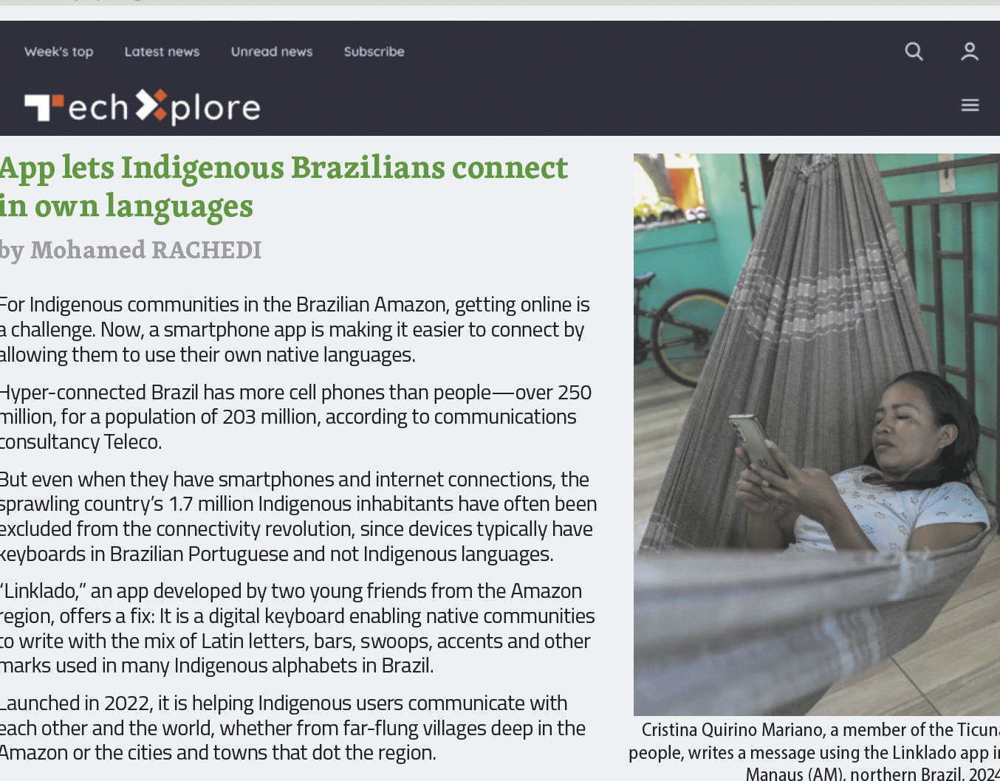 Week's top Latest news Unread news Subscribe
Tech Xplore
App lets Indigenous Brazilians connect
in own languages
by Mohamed RACHEDI
For Indigenous communities in the Brazilian Amazon, getting online is
a challenge. Now, a smartphone app is making it easier to connect by
allowing them to use their own native languages.
Hyper-connected Brazil has more cell phones than people—over 250
million, for a population of 203 million, according to communications
consultancy Teleco.
But even when they have smartphones and internet connections, the
sprawling country’s 1.7 million Indigenous inhabitants have often been
excluded from the connectivity revolution, since devices typically have
keyboards in Brazilian Portuguese and not Indigenous languages.
“Linklado,” an app developed by two young friends from the Amazon
region, offers a fix: It is a digital keyboard enabling native communities
to write with the mix of Latin letters, bars, swoops, accents and other
marks used in many Indigenous alphabets in Brazil.
Launched in 2022, it is helping Indigenous users communicate with
each other and the world, whether from far-flung villages deep in the
Amazon or the cities and towns that dot the region.
Cristina Quirino Mariano, a member of the Ticuna
people, writes a message using the Linklado app in
Manaus (AM), northern Brazil, 2024